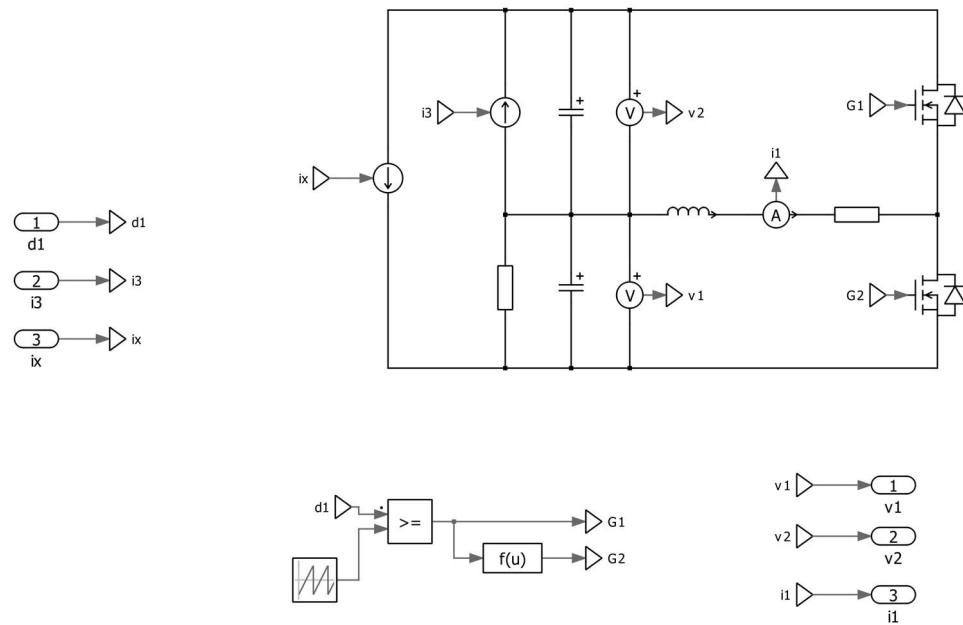 i3
+
+
V
v2
G1
ix
i1
1
d1
d1
A
2
i3
i3
+
+
V
v1
G2
3
ix
ix
d1
>=
G1
f(u)
G2
v1
1
v1
v2
2
v2
i1
3
i1